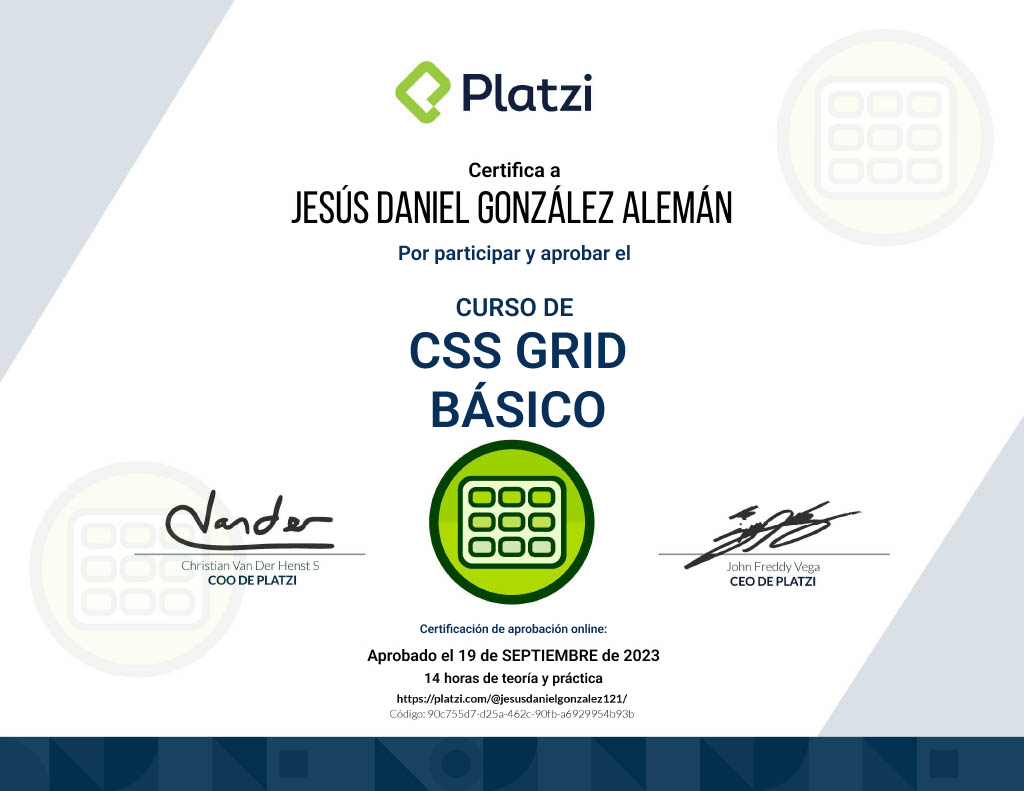 Platzi
Certifica a
JESÚS DANIEL GONZÁLEZ ALEMÁN
Por participar y aprobar el
CURSO DE
CSS GRID
BÁSICO
Vander
Christian Van Der Henst S
COO DE PLATZI
John Freddy Vega
CEO DE PLATZI
Certificación de aprobación online:
Aprobado el 19 de SEPTIEMBRE de 2023
14 horas de teoría y práctica
https://platzi.com/@jesusdanielgonzalez121/
Código: 90c755d7-d25a-462c-90fb-a6929954b93b